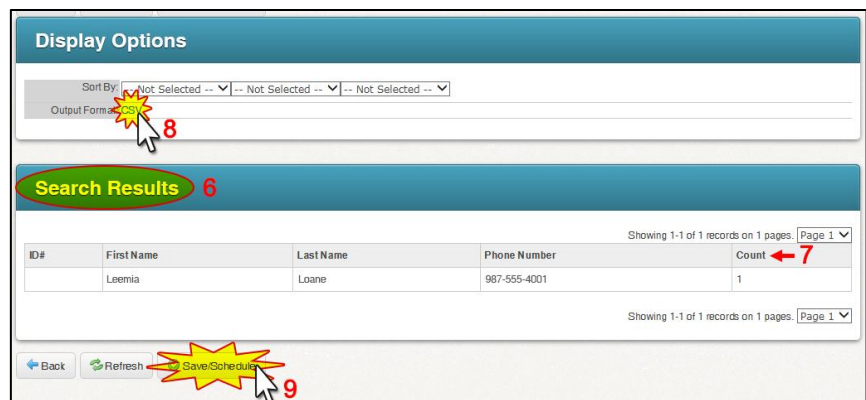 Display Options
Sort By: -- Not Selected -- -- Not Selected -- -- Not Selected --
Output Format: CSV
8
Search Results 6
Showing 1-1 of 1 records on 1 pages. Page 1
ID# First Name Last Name Phone Number Count 7
Leemia Loane 987-555-4001 1
Showing 1-1 of 1 records on 1 pages. Page 1
Back Refresh Save/Schedule
9